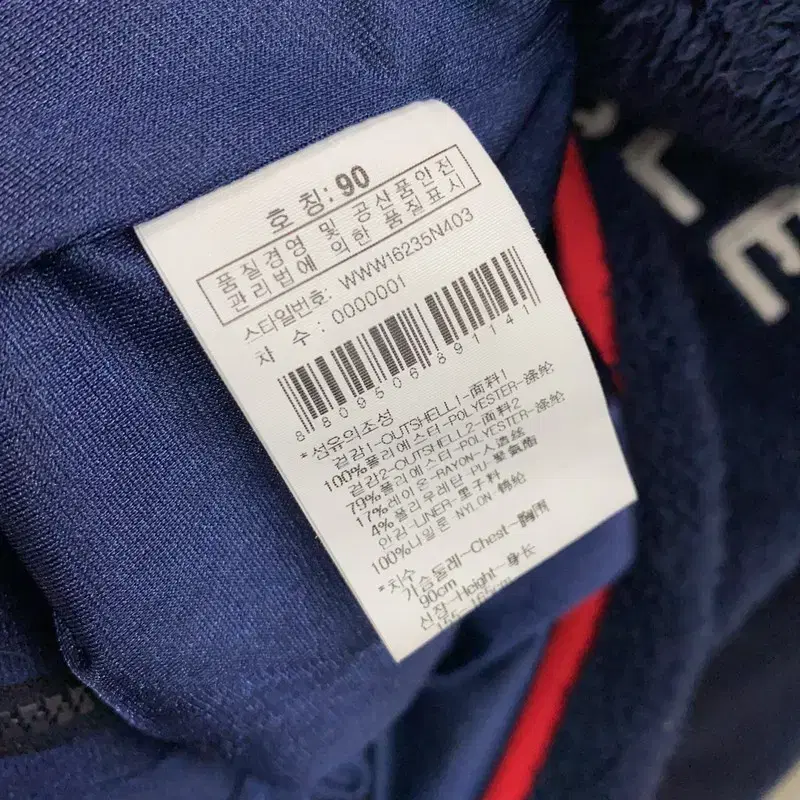 호 칭: 90
품질경영 및 공산품안전
관리법에 의한 품질표시
스타일번호: WWW16235N403
차 수 : 0000001
8809506891141
*섬유의조성
겉감1-OUTSHELL1-面料1
100%폴리에스터-POLYESTER-涤纶
겉감2-OUTSHELL2-面料2
79%폴리에스터-POLYESTER-涤纶
17%레이온-RAYON-人造丝
4%폴리우레탄 PU-聚氨酯
안감-LINER-里子料
100%나일론 NYLON 锦纶
*치수
가슴둘레-Chest-胸围
90cm
신장-Height-身长
LE